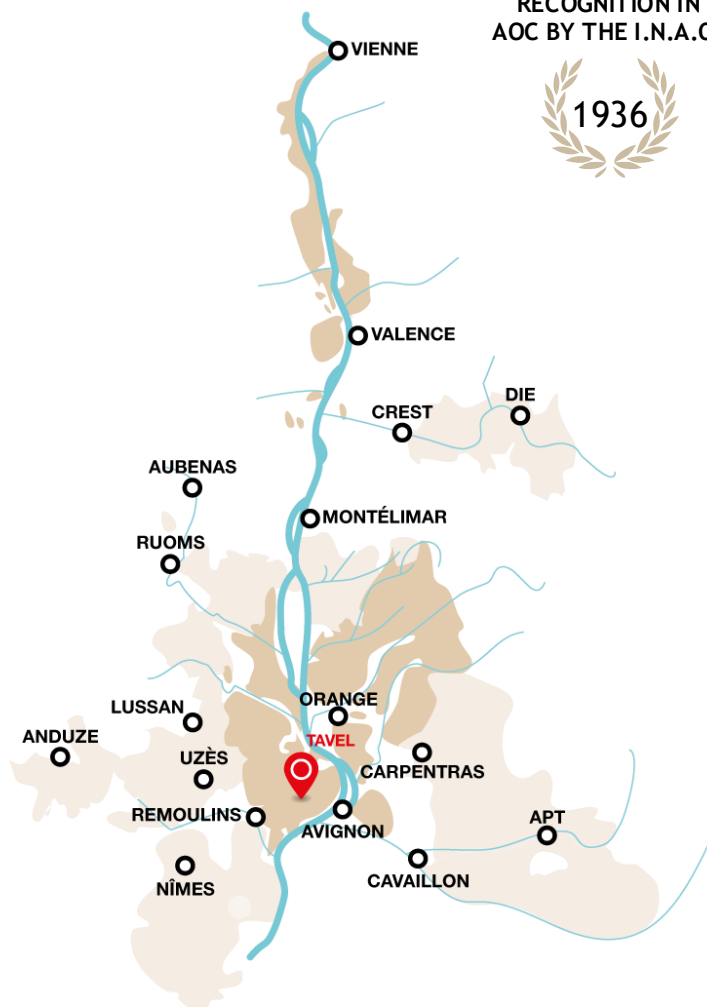 RECOGNITION IN
AOC BY THE I.N.A.O
1936
VIENNE
VALENCE
DIE
CREST
AUBENAS
MONTÉLIMAR
RUOMS
ORANGE
LUSSAN
ANDUZE
TAVEL
UZÈS
CARPENTRAS
REMOULINS
AVIGNON
APT
CAVAILLON
NÎMES